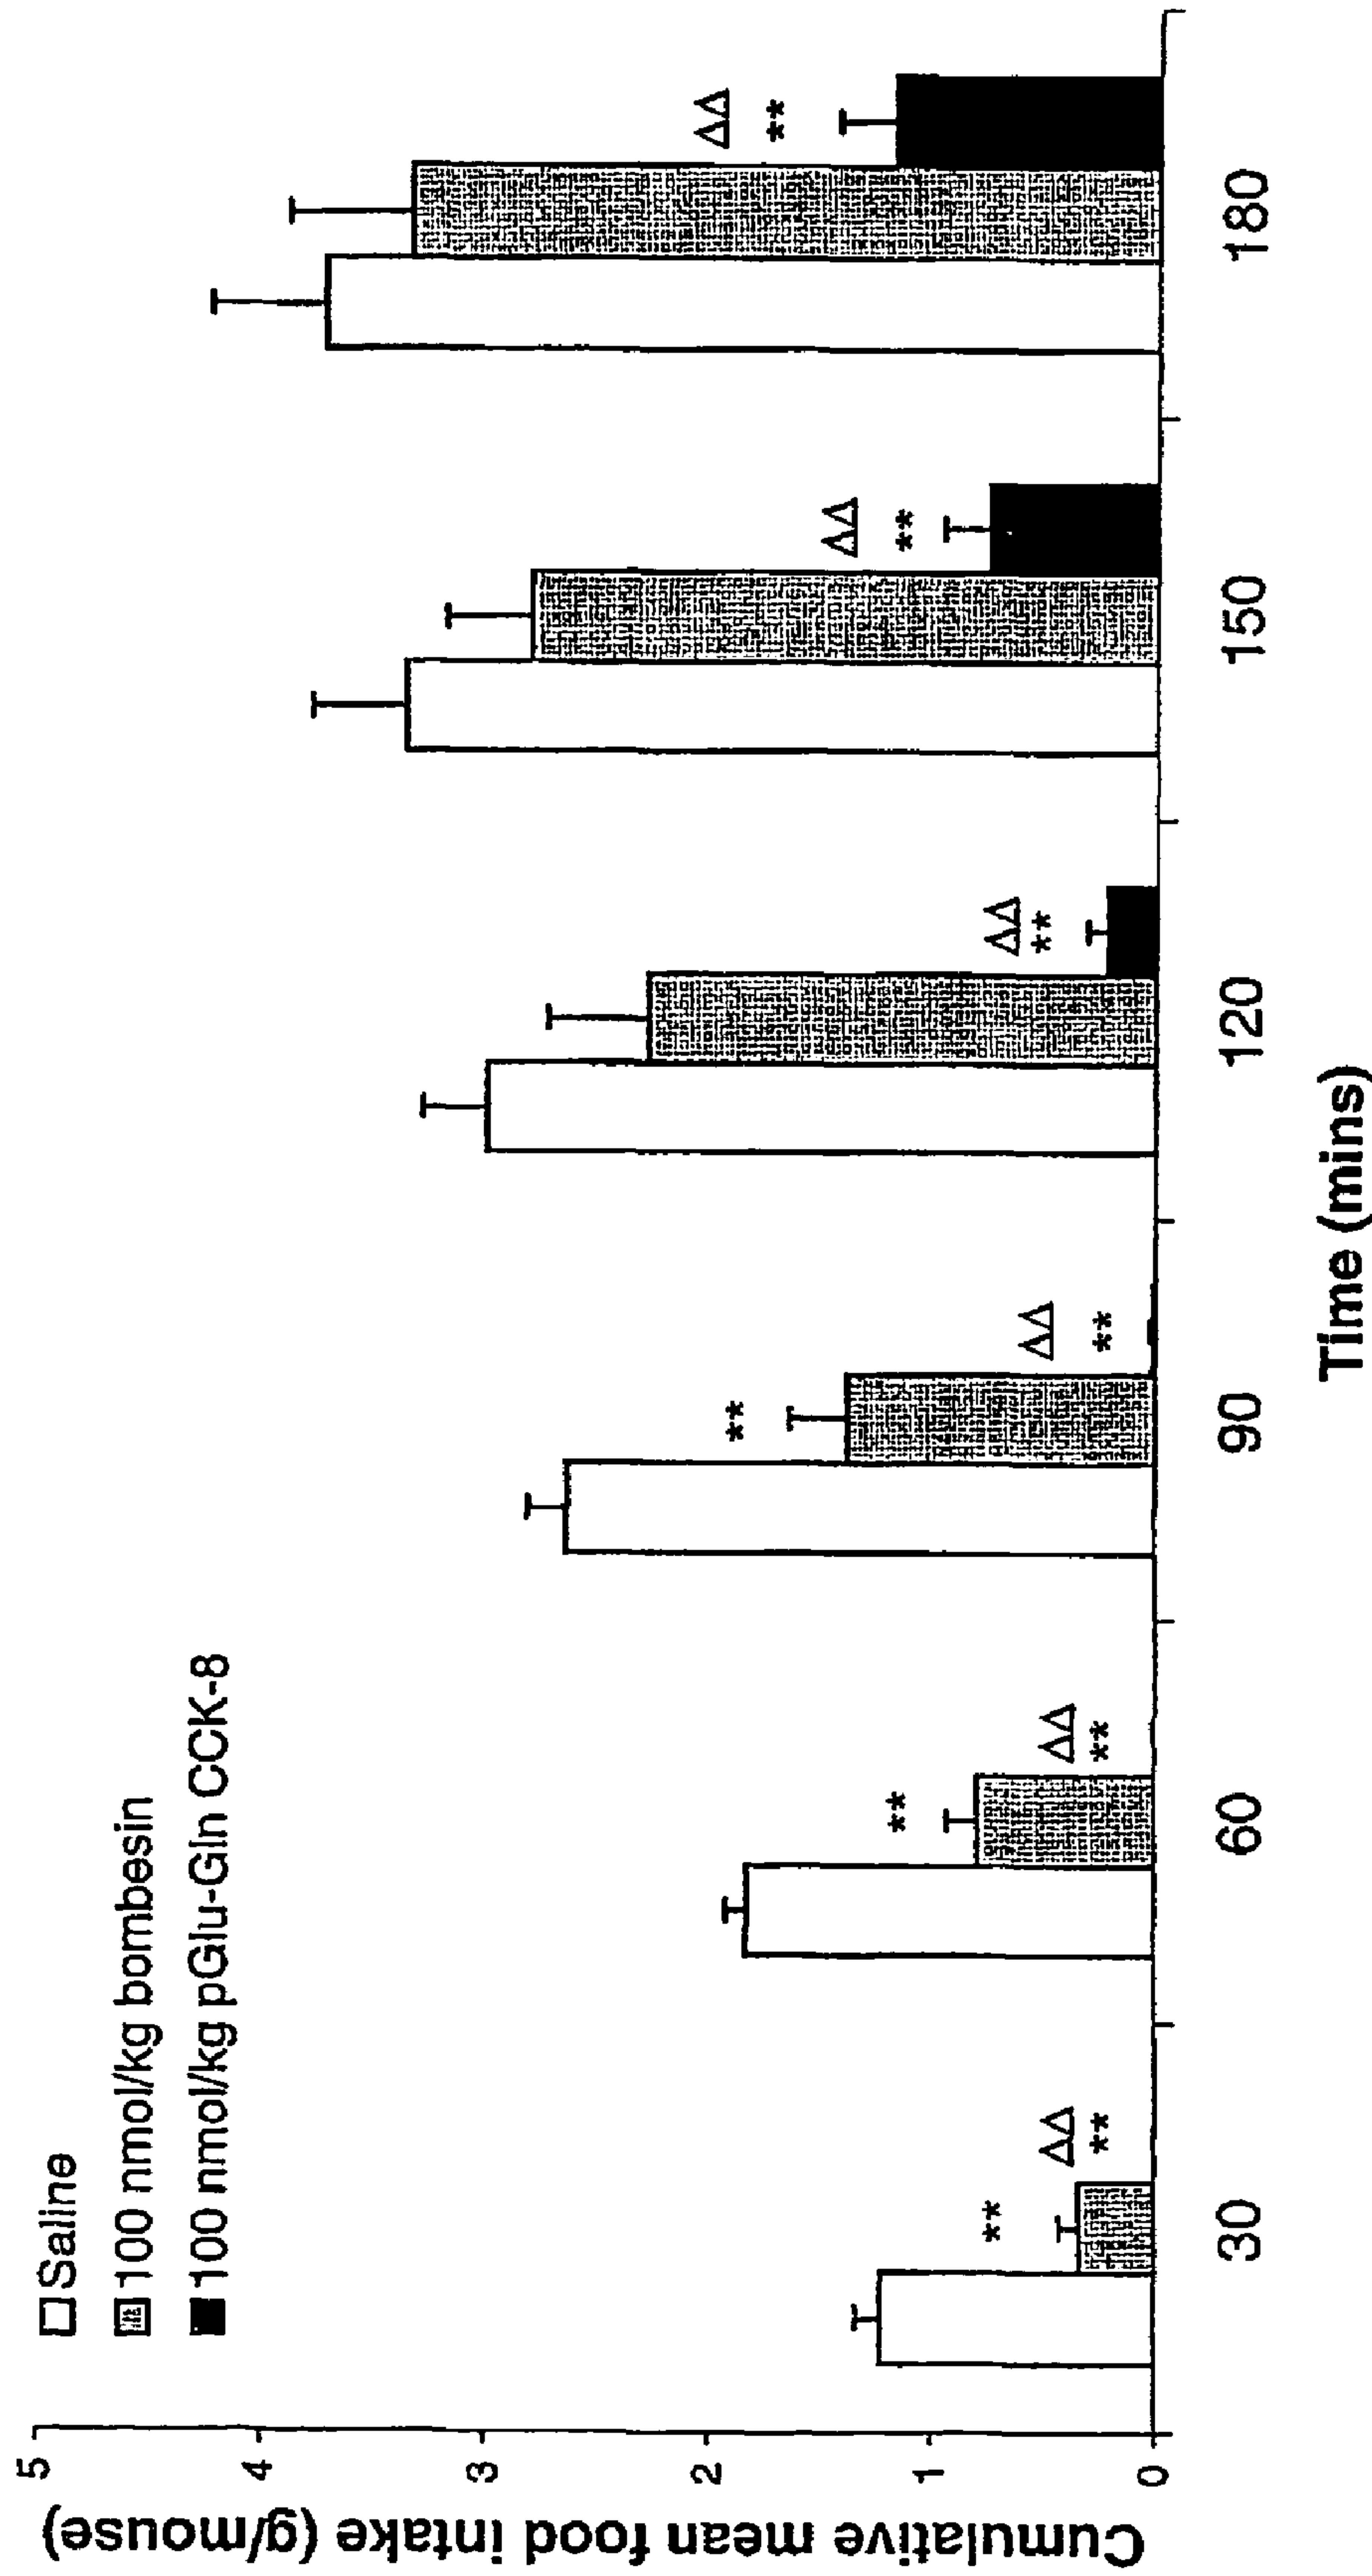 Cumulative mean food intake (g/mouse)
5
4
3
2
1
0
Saline
100 nmol/kg bombesin
100 nmol/kg pGlu-Gln CCK-8
**
ΔΔ
**
**
ΔΔ
**
**
ΔΔ
**
ΔΔ
**
ΔΔ
**
ΔΔ
**
30 60 90 120 150 180
Time (mins)